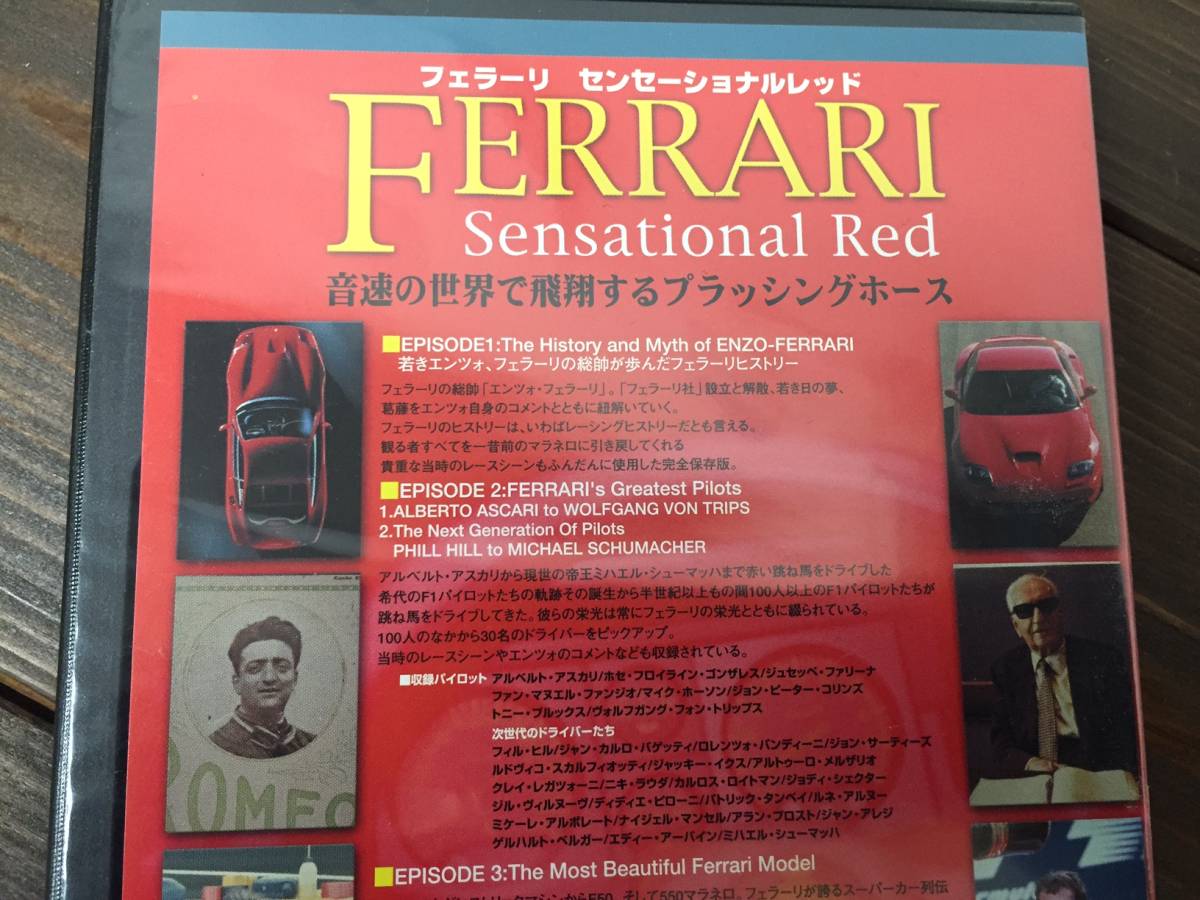 フェラーリ センセーショナルレッド
FERRARI
Sensational Red
音速の世界で飛翔するプラッシングホース
■EPISODE1:The History and Myth of ENZO-FERRARI
若きエンツォ、フェラーリの総帥が歩んだフェラーリヒストリー
フェラーリの総帥「エンツォ・フェラーリ」。「フェラーリ社」設立と解散、若き日の夢、
葛藤をエンツォ自身のコメントとともに紐解いていく。
フェラーリのヒストリーは、いわばレーシングヒストリーだとも言える。
観る者すべてを一昔前のマラネロに引き戻してくれる
貴重な当時のレースシーンもふんだんに使用した完全保存版。
■EPISODE 2:FERRARI's Greatest Pilots
1.ALBERTO ASCARI to WOLFGANG VON TRIPS
2.The Next Generation Of Pilots
PHILL HILL to MICHAEL SCHUMACHER
アルベルト・アスカリから現世の帝王ミハエル・シューマッハまで赤い跳ね馬をドライブした
希代のF1パイロットたちの軌跡その誕生から半世紀以上もの間100人以上のF1パイロットたちが
跳ね馬をドライブしてきた。彼らの栄光は常にフェラーリの栄光とともに綴られている。
100人のなかから30名のドライバーをピックアップ。
当時のレースシーンやエンツォのコメントなども収録されている。
■収録パイロット アルベルト・アスカリ/ホセ・フロイライン・ゴンザレス/ジュセッペ・ファリーナ
ファン・マヌエル・ファンジオ/マイク・ホーソン/ジョン・ピーター・コリンズ
トニー・ブルックス/ヴォルフガング・フォン・トリップス
次世代のドライバーたち
フィル・ヒル/ジャン・カルロ・バゲッティ/ロレンツォ・バンディーニ/ジョン・サーティーズ
ルドヴィコ・スカルフィオッティ/ジャッキー・イクス/アルトゥーロ・メルザリオ
クレイ・レガツォーニ/ニキ・ラウダ/カルロス・ロイトマン/ジョディ・シェクター
ジル・ヴィルヌーヴ/ディディエ・ピローニ/パトリック・タンベイ/ルネ・アルヌー
ミケーレ・アルボレート/ナイジェル・マンセル/アラン・プロスト/ジャン・アレジ
ゲルハルト・ベルガー/エディー・アーバイン/ミハエル・シューマッハ
ROMEO
■EPISODE 3:The Most Beautiful Ferrari Model
からF50、そして550マラネロ。フェラーリが誇るスーパーカー列伝